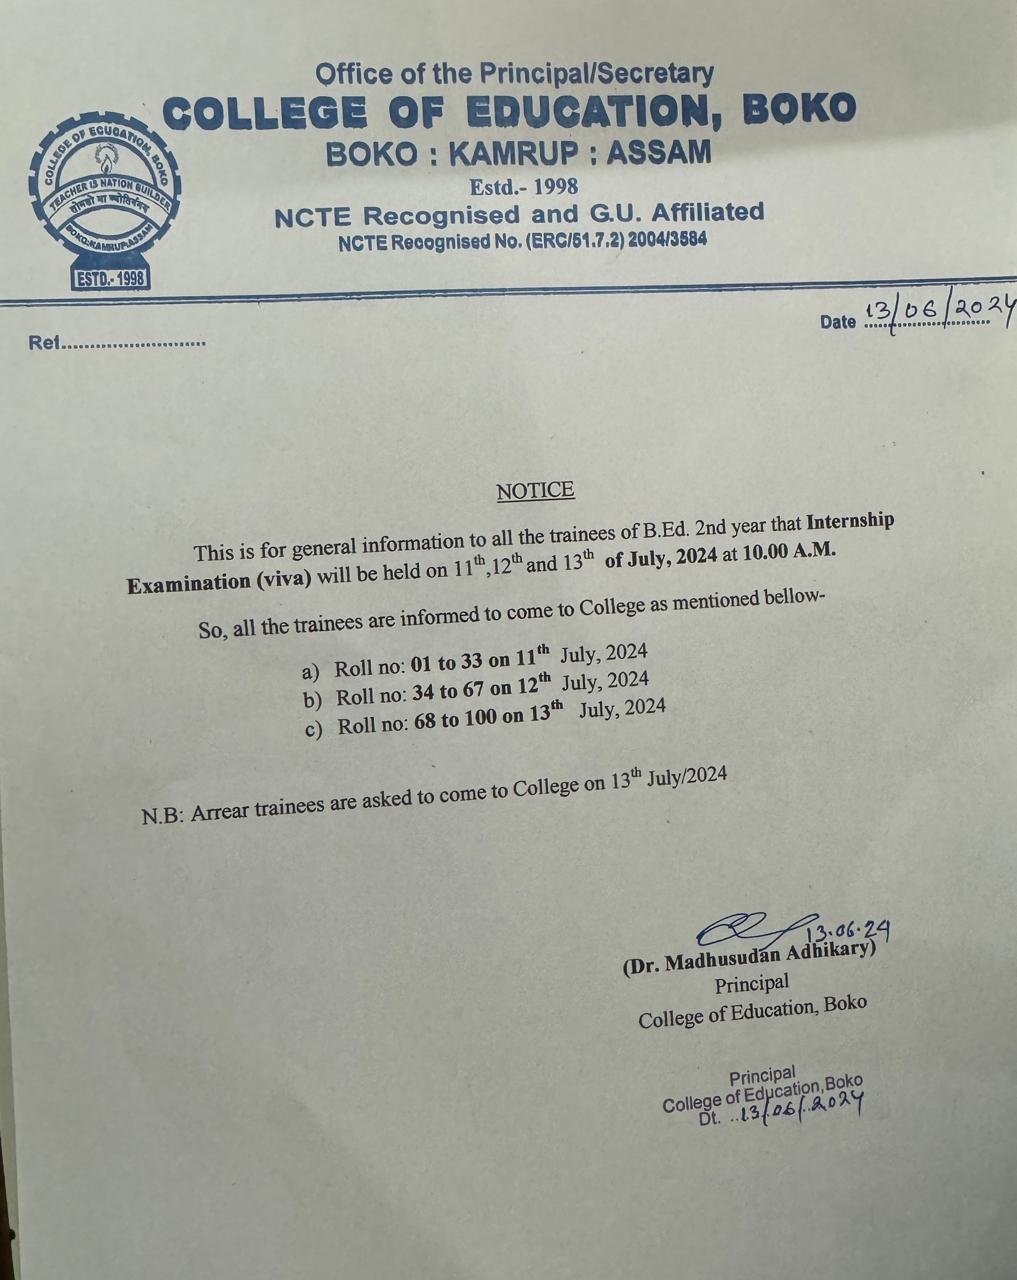 Office of the Principal/Secretary
COLLEGE OF EDUCATION, BOKO
BOKO : KAMRUP : ASSAM
Estd.- 1998
NCTE Recognised and G.U. Affiliated
NCTE Recognised No. (ERC/51.7.2) 2004/3584
COLLEGE OF EDUCATION, BOKO
TEACHER IS NATION BUILDER
BOKO:KAMRUP:ASSAM
ESTD.- 1998
Ref..........................
Date 13/06/2024
NOTICE
This is for general information to all the trainees of B.Ed. 2nd year that Internship
Examination (viva) will be held on 11th,12th and 13th of July, 2024 at 10.00 A.M.
So, all the trainees are informed to come to College as mentioned bellow-
a) Roll no: 01 to 33 on 11th July, 2024
b) Roll no: 34 to 67 on 12th July, 2024
c) Roll no: 68 to 100 on 13th July, 2024
N.B: Arrear trainees are asked to come to College on 13th July/2024
13.06.24
(Dr. Madhusudan Adhikary)
Principal
College of Education, Boko
Principal
College of Education,Boko
Dt. ..13/06/.2024